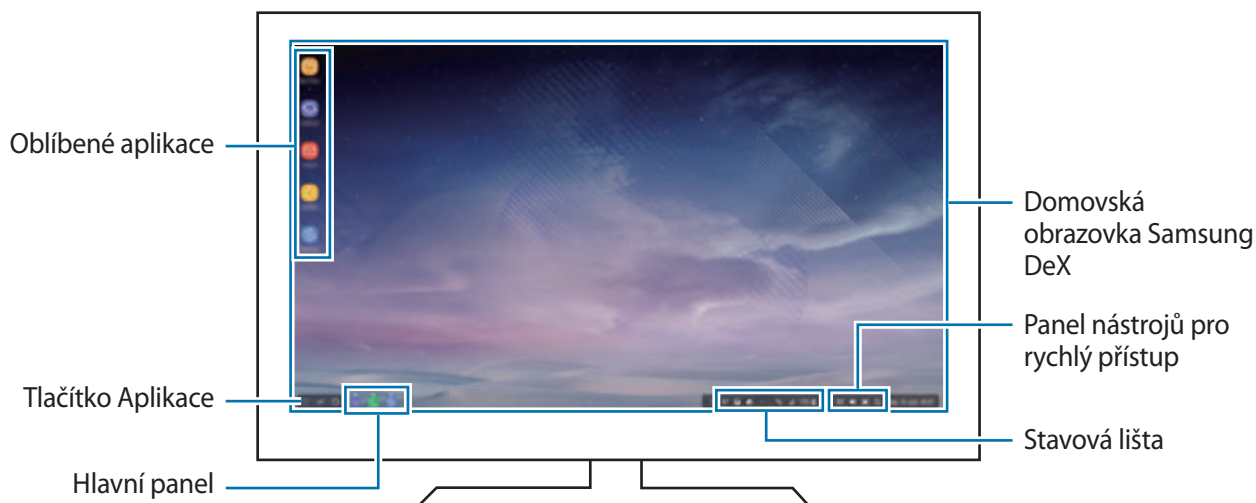 Oblíbené aplikace
Tlačítko Aplikace
Hlavní panel
Domovská
obrazovka Samsung
DeX
Panel nástrojů pro
rychlý přístup
Stavová lišta